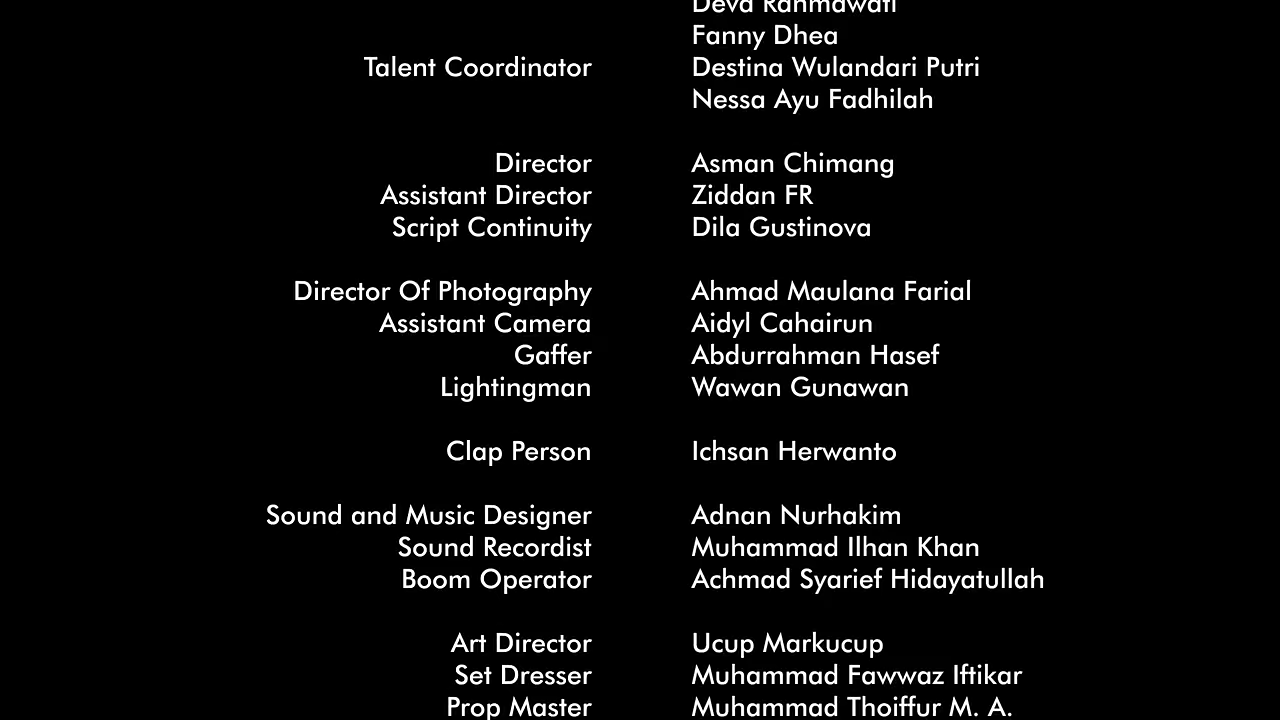 Deva Rahmawati
Fanny Dhea
Talent Coordinator Destina Wulandari Putri
Nessa Ayu Fadhilah
Director Asman Chimang
Assistant Director Ziddan FR
Script Continuity Dila Gustinova
Director Of Photography Ahmad Maulana Farial
Assistant Camera Aidyl Cahairun
Gaffer Abdurrahman Hasef
Lightingman Wawan Gunawan
Clap Person Ichsan Herwanto
Sound and Music Designer Adnan Nurhakim
Sound Recordist Muhammad Ilhan Khan
Boom Operator Achmad Syarief Hidayatullah
Art Director Ucup Markucup
Set Dresser Muhammad Fawwaz Iftikar
Prop Master Muhammad Thoiffur M. A.